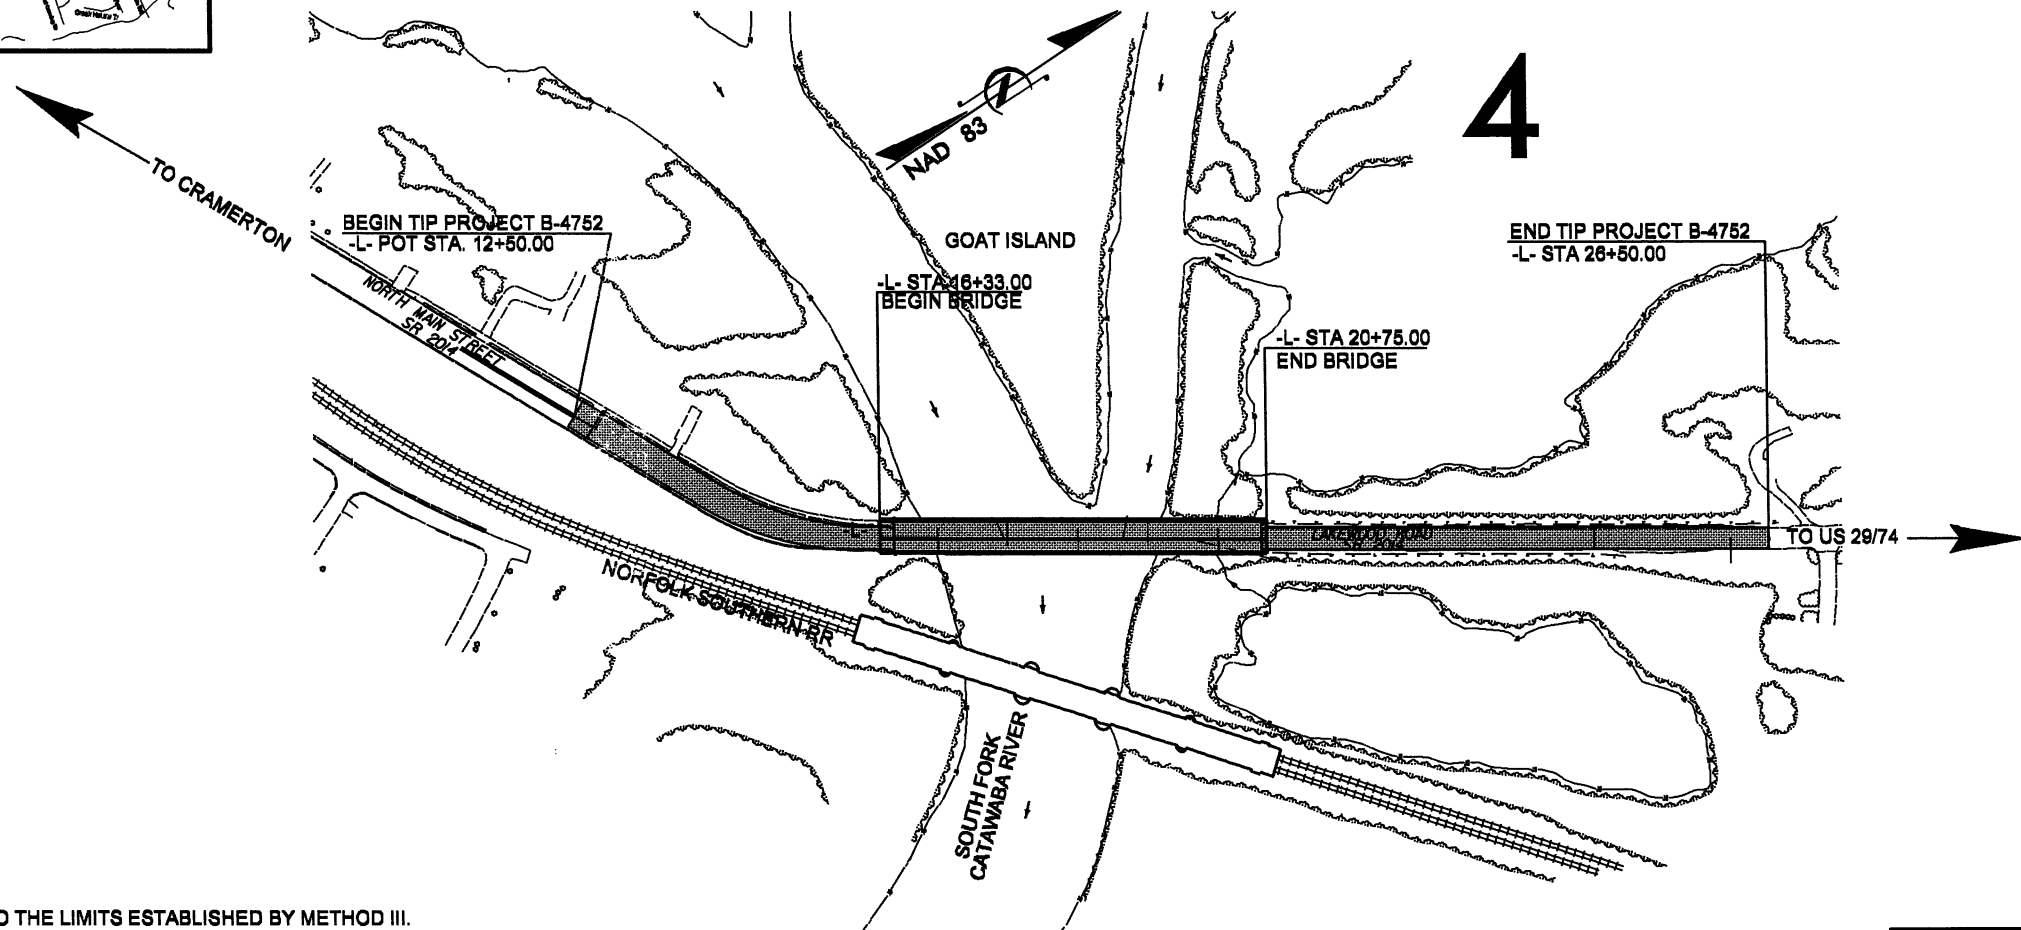 4
NAD 83
TO CRAMERTON
BEGIN TIP PROJECT B-4752
-L- POT STA. 12+50.00
GOAT ISLAND
END TIP PROJECT B-4752
-L- STA 26+50.00
-L- STA 16+33.00
BEGIN BRIDGE
NORTH MAIN STREET
SR 2014
-L- STA 20+75.00
END BRIDGE
-L-
LAKEWOOD ROAD
TO US 29/74
NORFOLK SOUTHERN RR
SOUTH FORK
CATAWABA RIVER
THE LIMITS ESTABLISHED BY METHOD III.